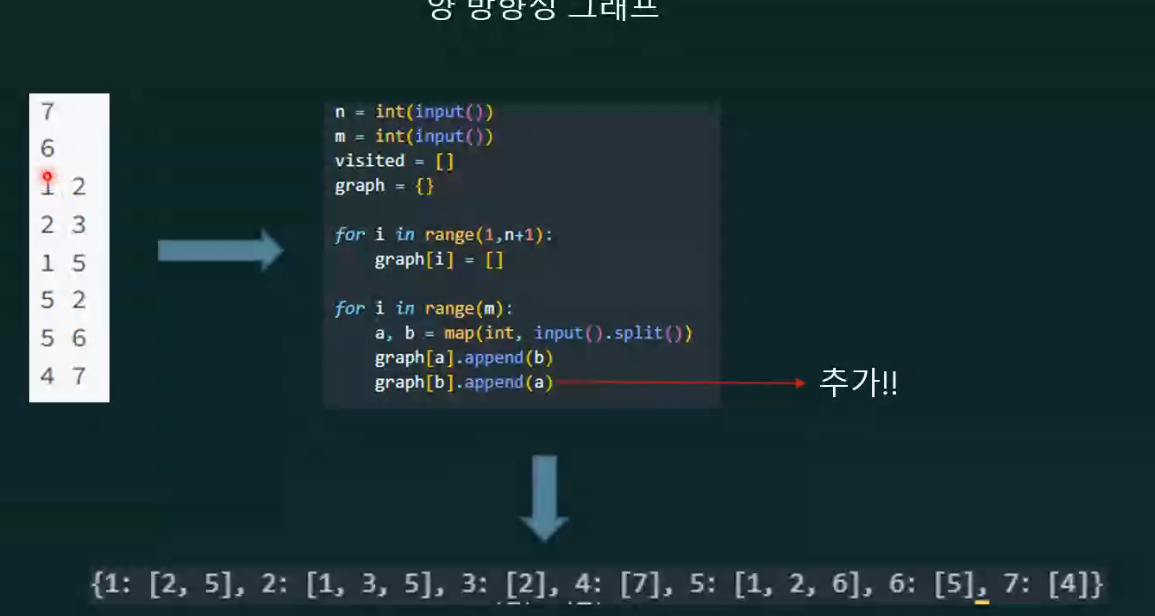 양 방향성 그래프
7
6
1 2
2 3
1 5
5 2
5 6
4 7
n = int(input())
m = int(input())
visited = []
graph = {}
for i in range(1,n+1):
    graph[i] = []
for i in range(m):
    a, b = map(int, input().split())
    graph[a].append(b)
    graph[b].append(a)
추가!!
{1: [2, 5], 2: [1, 3, 5], 3: [2], 4: [7], 5: [1, 2, 6], 6: [5], 7: [4]}